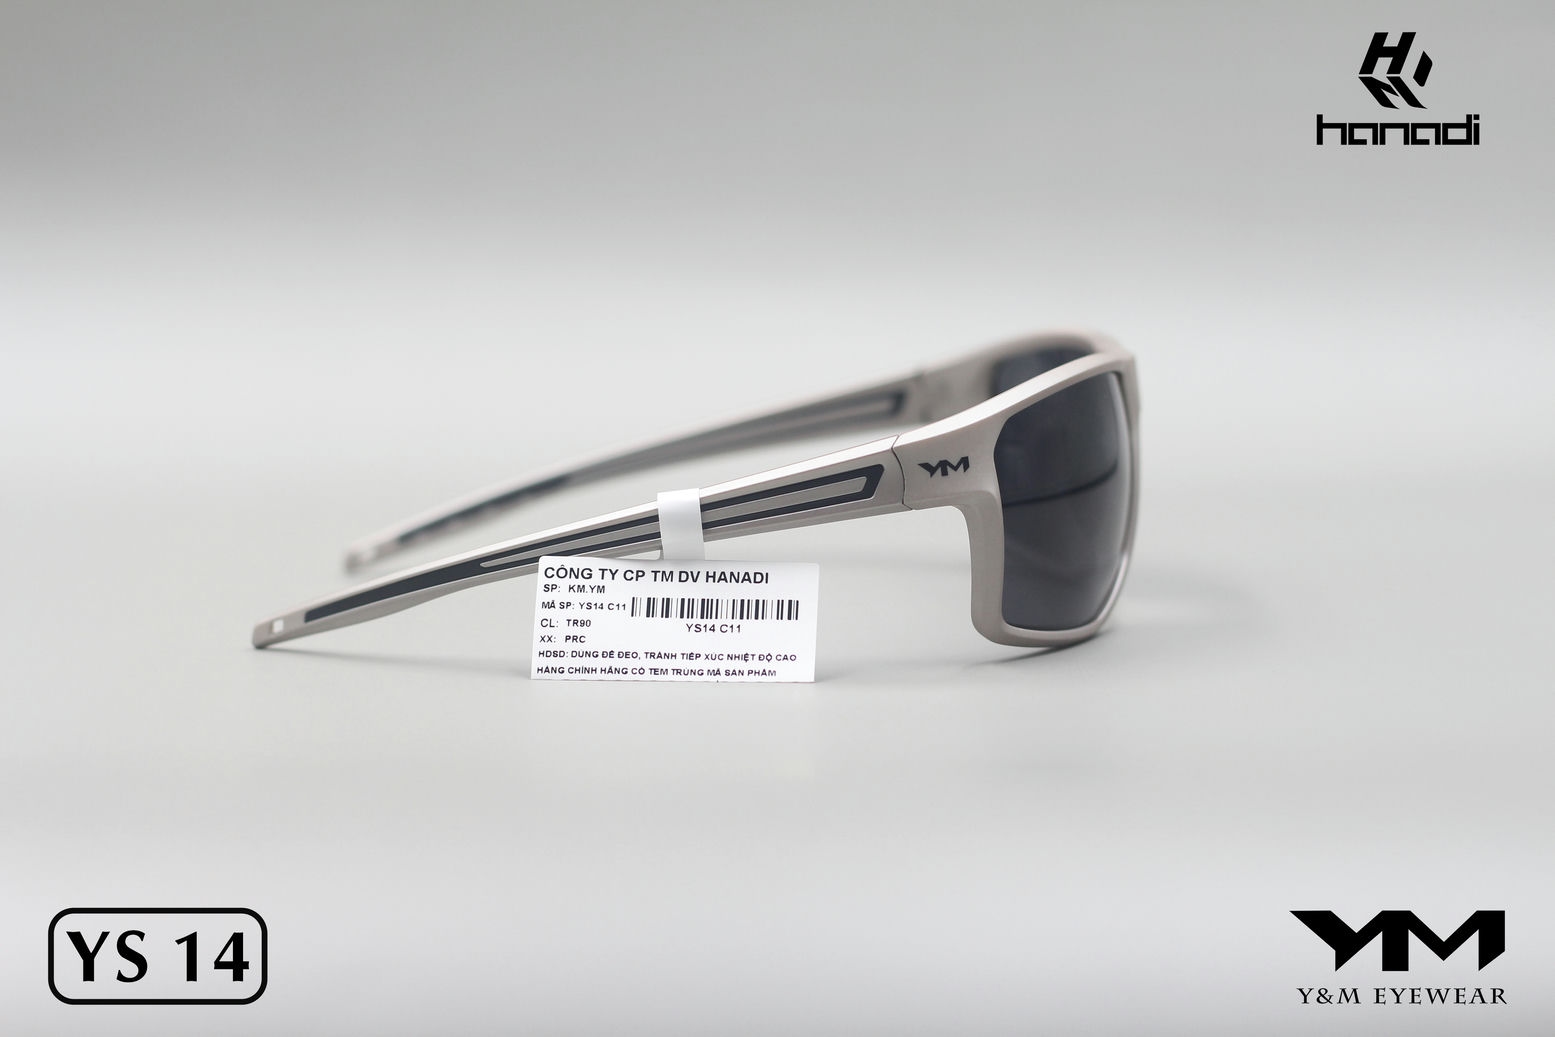 HM
hanadi
YM
CÔNG TY CP TM DV HANADI
SP: KM.YM
MÃ SP: YS14 C11
YS14 C11
CL: TR90
XX: PRC
HDSD: DÙNG ĐỂ ĐEO, TRÁNH TIẾP XÚC NHIỆT ĐỘ CAO
HÀNG CHÍNH HÃNG CÓ TEM TRÙNG MÃ SẢN PHẨM
YS 14
YM
Y&M EYEWEAR